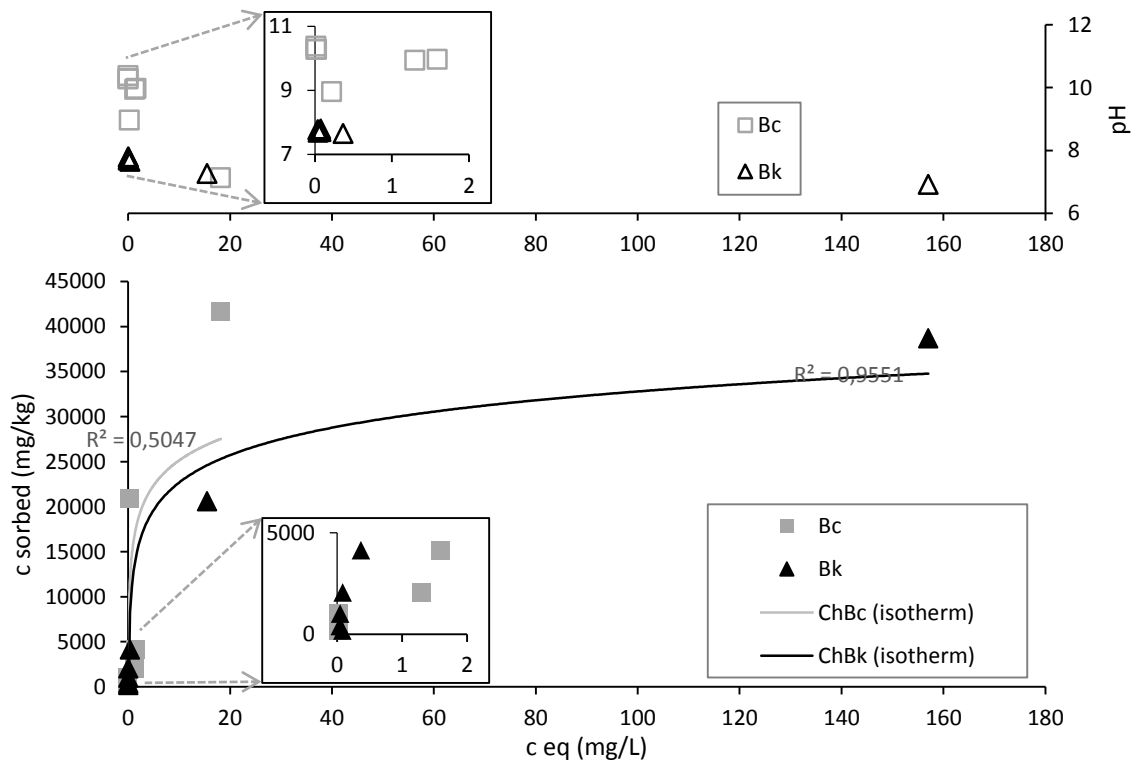 12
10
8
6
pH
11
9
7
0 1 2
Bc
Bk
0 20 40 60 80 100 120 140 160 180
45000
40000
35000
30000
25000
20000
15000
10000
5000
0
c sorbed (mg/kg)
R² = 0,5047
R² = 0,9551
5000
0
0 1 2
Bc
Bk
ChBc (isotherm)
ChBk (isotherm)
0 20 40 60 80 100 120 140 160 180
c eq (mg/L)